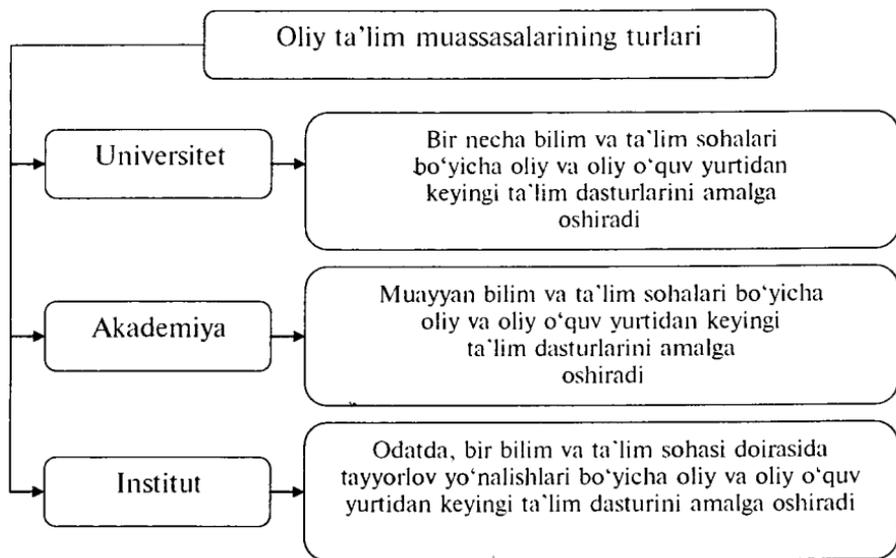 Oliy ta’lim muassasalarining turlari
Universitet
Bir necha bilim va ta`lim sohalari
bo‘yicha oliy va oliy o‘quv yurtidan
keyingi ta`lim dasturlarini amalga
oshiradi
Akademiya
Muayyan bilim va ta`lim sohalari bo‘yicha
oliy va oliy o‘quv yurtidan keyingi
ta`lim dasturlarini amalga
oshiradi
Institut
Odatda, bir bilim va ta`lim sohasi doirasida
tayyorlov yo‘nalishlari bo‘yicha oliy va oliy o‘quv
yurtidan keyingi ta`lim dasturini amalga oshiradi